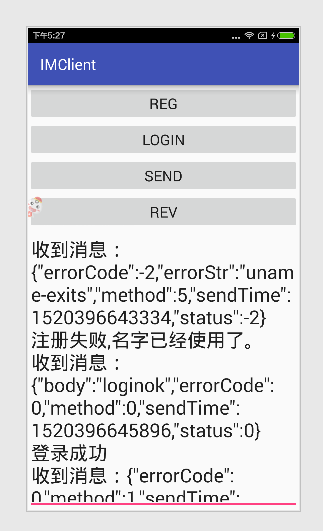 下午5:27
IMClient
REG
LOGIN
SEND
REV
收到消息：
{"errorCode":-2,"errorStr":"unam
e-exits","method":5,"sendTime":
1520396643334,"status":-2}
注册失败,名字已经使用了。
收到消息：
{"body":"loginok","errorCode":
0,"method":0,"sendTime":
1520396645896,"status":0}
登录成功
收到消息：{"errorCode":
0,"method":1,"sendTime":